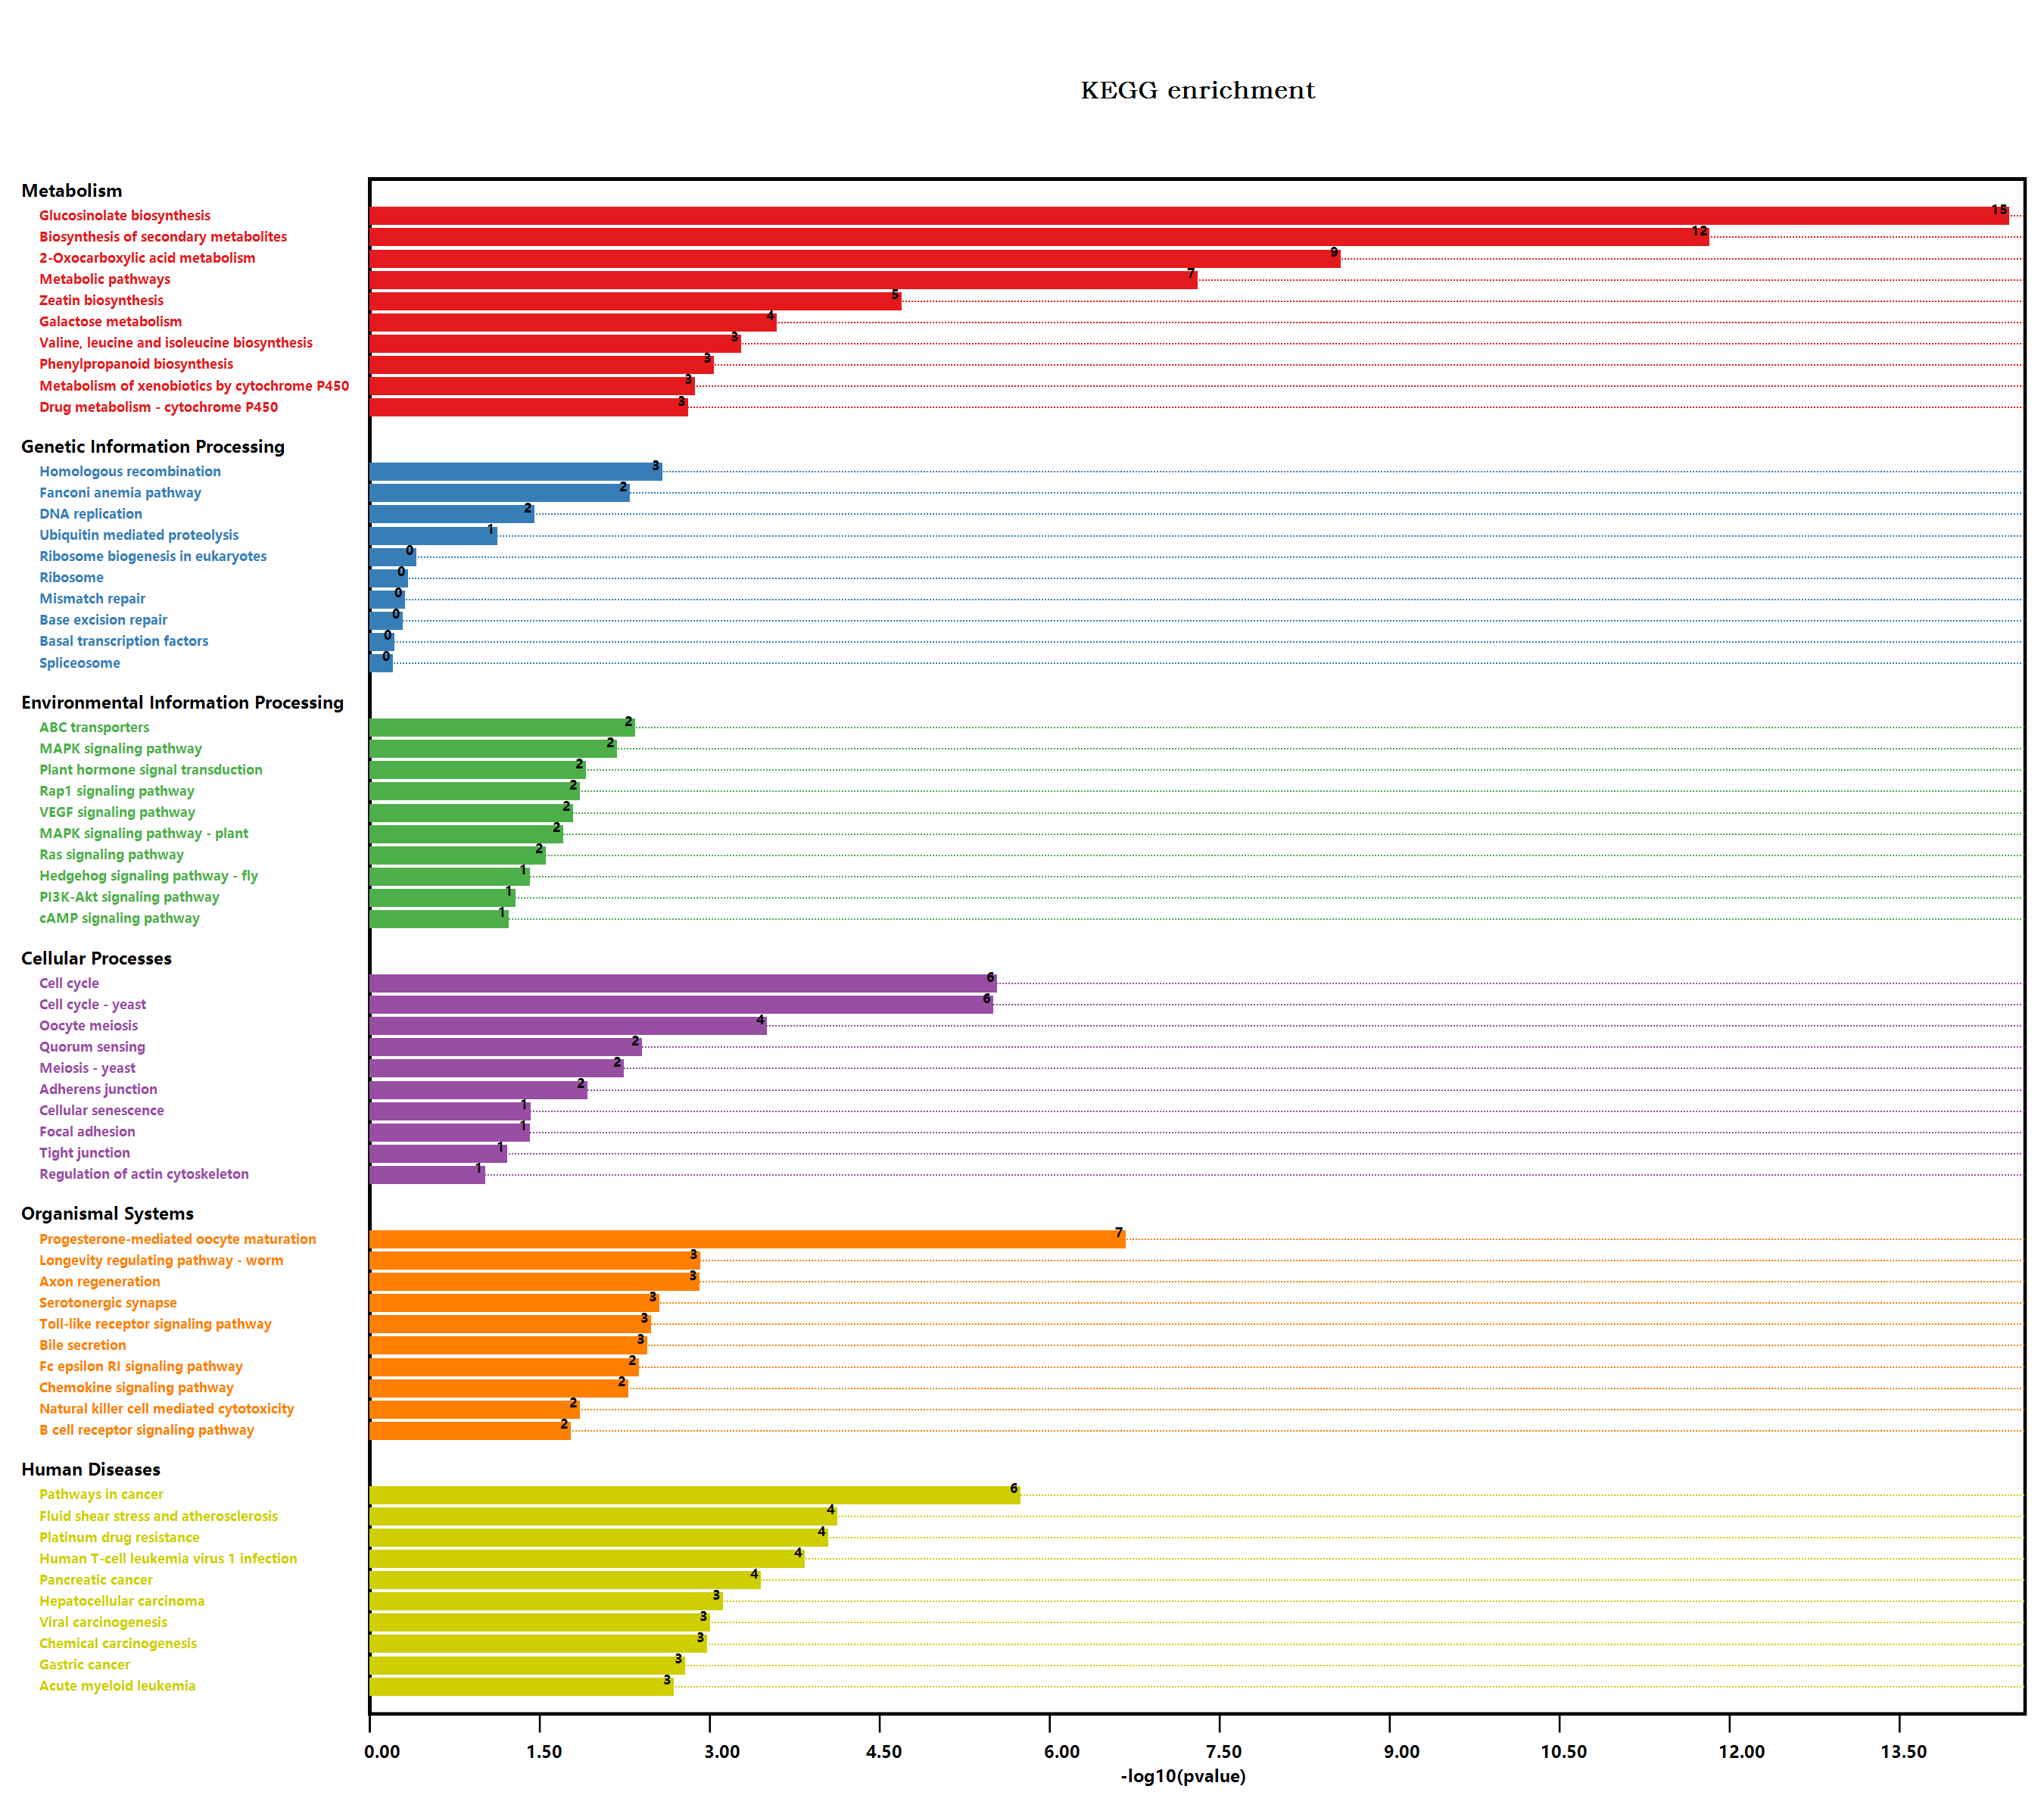 KEGG enrichment
Metabolism
Glucosinolate biosynthesis 15
Biosynthesis of secondary metabolites 12
2-Oxocarboxylic acid metabolism 9
Metabolic pathways 7
Zeatin biosynthesis 5
Galactose metabolism 4
Valine, leucine and isoleucine biosynthesis 3
Phenylpropanoid biosynthesis 3
Metabolism of xenobiotics by cytochrome P450 3
Drug metabolism - cytochrome P450 3
Genetic Information Processing
Homologous recombination 3
Fanconi anemia pathway 2
DNA replication 2
Ubiquitin mediated proteolysis 1
Ribosome biogenesis in eukaryotes 0
Ribosome 0
Mismatch repair 0
Base excision repair 0
Basal transcription factors 0
Spliceosome 0
Environmental Information Processing
ABC transporters 2
MAPK signaling pathway 2
Plant hormone signal transduction 2
Rap1 signaling pathway 2
VEGF signaling pathway 2
MAPK signaling pathway - plant 2
Ras signaling pathway 2
Hedgehog signaling pathway - fly 1
PI3K-Akt signaling pathway 1
cAMP signaling pathway 1
Cellular Processes
Cell cycle 6
Cell cycle - yeast 6
Oocyte meiosis 4
Quorum sensing 2
Meiosis - yeast 2
Adherens junction 2
Cellular senescence 1
Focal adhesion 1
Tight junction 1
Regulation of actin cytoskeleton 1
Organismal Systems
Progesterone-mediated oocyte maturation 7
Longevity regulating pathway - worm 3
Axon regeneration 3
Serotonergic synapse 3
Toll-like receptor signaling pathway 3
Bile secretion 3
Fc epsilon RI signaling pathway 2
Chemokine signaling pathway 2
Natural killer cell mediated cytotoxicity 2
B cell receptor signaling pathway 2
Human Diseases
Pathways in cancer 6
Fluid shear stress and atherosclerosis 4
Platinum drug resistance 4
Human T-cell leukemia virus 1 infection 4
Pancreatic cancer 4
Hepatocellular carcinoma 3
Viral carcinogenesis 3
Chemical carcinogenesis 3
Gastric cancer 3
Acute myeloid leukemia 3
0.00 1.50 3.00 4.50 6.00 7.50 9.00 10.50 12.00 13.50
-log10(pvalue)